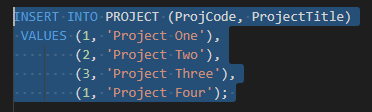 INSERT INTO PROJECT (ProjCode, ProjectTitle)
VALUES (1, 'Project One'),
(2, 'Project Two'),
(3, 'Project Three'),
(1, 'Project Four');